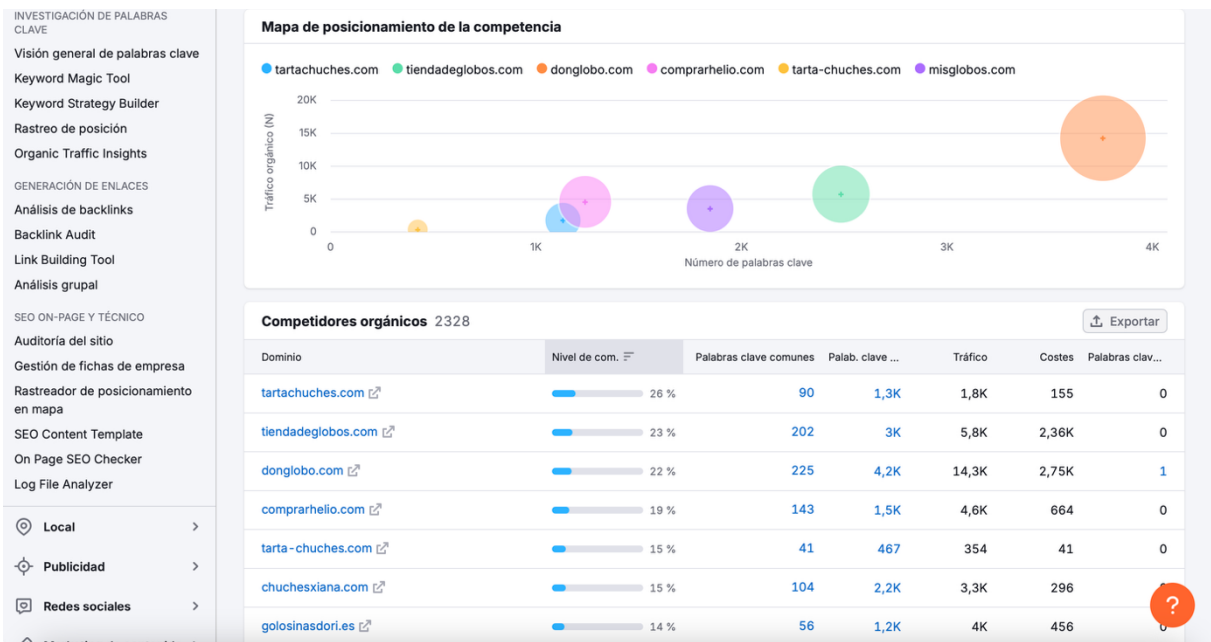 INVESTIGACIÓN DE PALABRAS
CLAVE
Visión general de palabras clave
Keyword Magic Tool
Keyword Strategy Builder
Rastreo de posición
Organic Traffic Insights
GENERACIÓN DE ENLACES
Análisis de backlinks
Backlink Audit
Link Building Tool
Análisis grupal
SEO ON-PAGE Y TÉCNICO
Auditoría del sitio
Gestión de fichas de empresa
Rastreador de posicionamiento
en mapa
SEO Content Template
On Page SEO Checker
Log File Analyzer
Local
Publicidad
Redes sociales
Mapa de posicionamiento de la competencia
tartachuches.com tiendadeglobos.com donglobo.com comprarhelio.com tarta-chuches.com misglobos.com
Tráfico orgánico (N)
20K
15K
10K
5K
0
0 1K 2K 3K 4K
Número de palabras clave
Competidores orgánicos 2328
Exportar
Dominio Nivel de com. Palabras clave comunes Palab. clave ... Tráfico Costes Palabras clav...
tartachuches.com 26 % 90 1,3K 1,8K 155 0
tiendadeglobos.com 23 % 202 3K 5,8K 2,36K 0
donglobo.com 22 % 225 4,2K 14,3K 2,75K 1
comprarhelio.com 19 % 143 1,5K 4,6K 664 0
tarta-chuches.com 15 % 41 467 354 41 0
chuchesxiana.com 15 % 104 2,2K 3,3K 296
golosinasdori.es 14 % 56 1,2K 4K 456
?